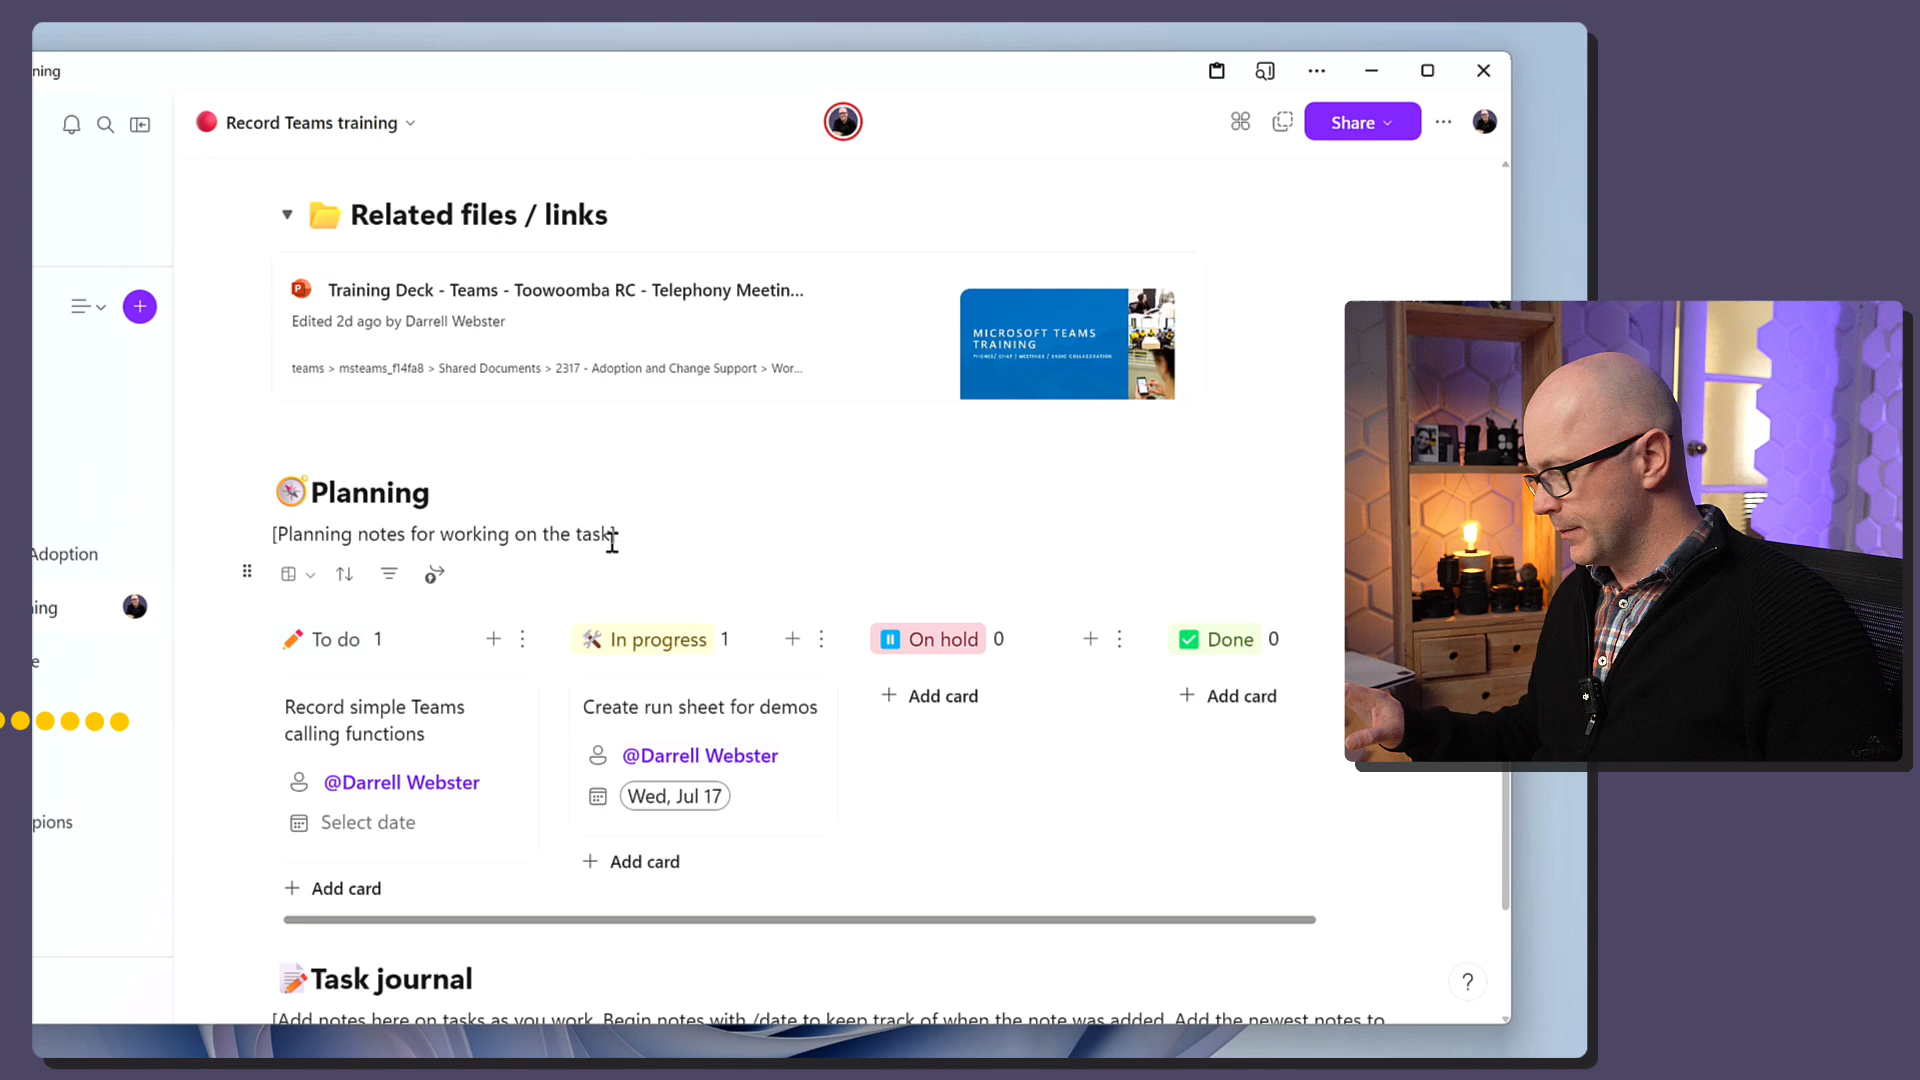 ning
Record Teams training
Share
Related files / links
Training Deck - Teams - Toowoomba RC - Telephony Meetin...
Edited 2d ago by Darrell Webster
teams > msteams_f14fa8 > Shared Documents > 2317 - Adoption and Change Support > Wor...
MICROSOFT TEAMS
TRAINING
PHONES/ CHAT / MEETINGS / BASIC COLLABORATION
Planning
[Planning notes for working on the task]
Adoption
ing
e
pions
To do 1
In progress 1
On hold 0
Done 0
Record simple Teams
calling functions
@Darrell Webster
Select date
Add card
Create run sheet for demos
@Darrell Webster
Wed, Jul 17
Add card
Add card
Add card
Task journal
[Add notes here on tasks as you work. Begin notes with /date to keep track of when the note was added. Add the newest notes to
?